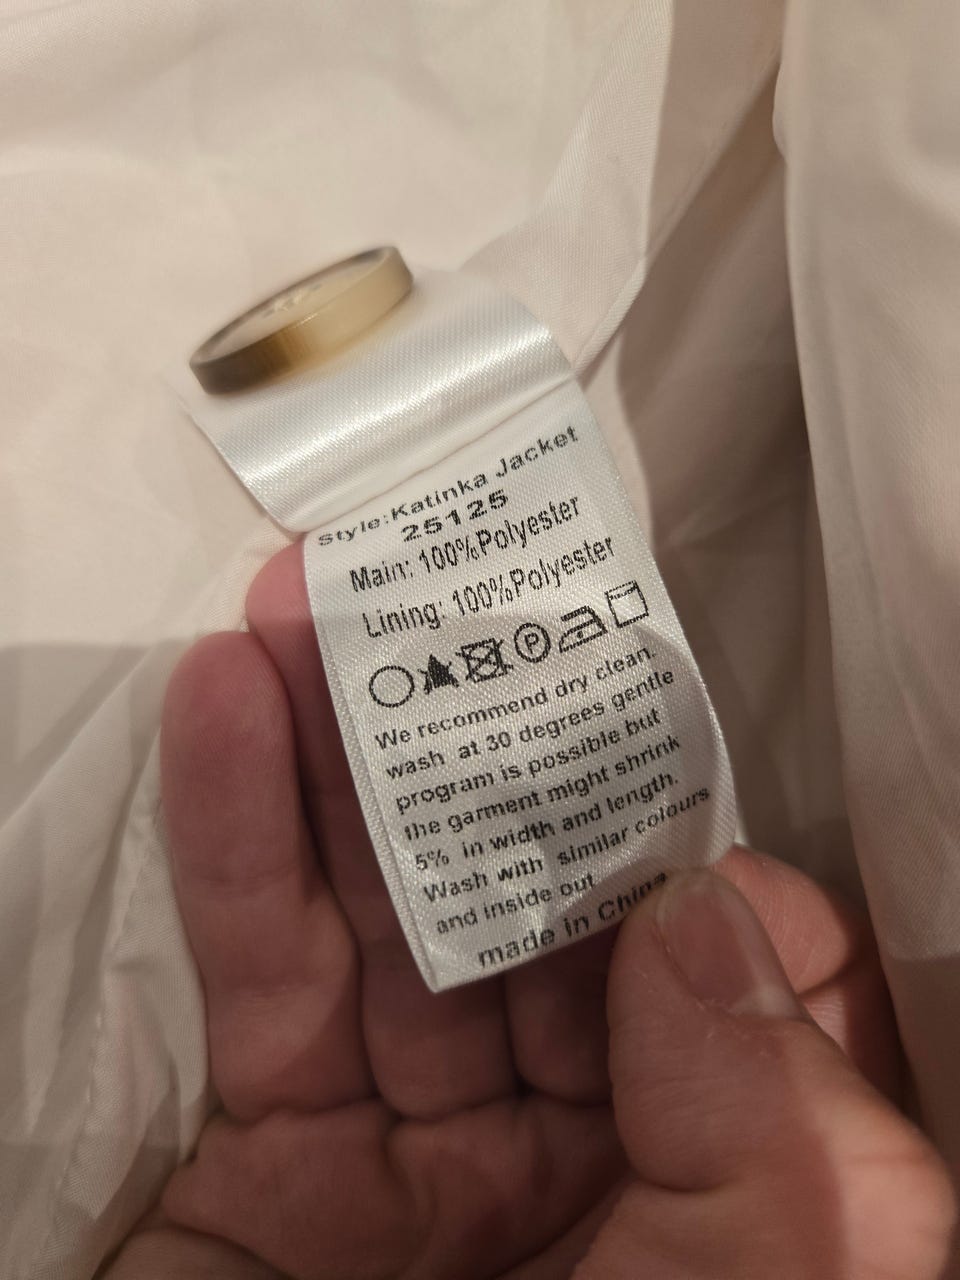 Style:Katinka Jacket
25125
Main: 100%Polyester
Lining: 100%Polyester
P
We recommend dry clean.
wash at 30 degrees gentle
program is possible but
the garment might shrink
5% in width and length.
Wash with similar colours
and inside out
made in China